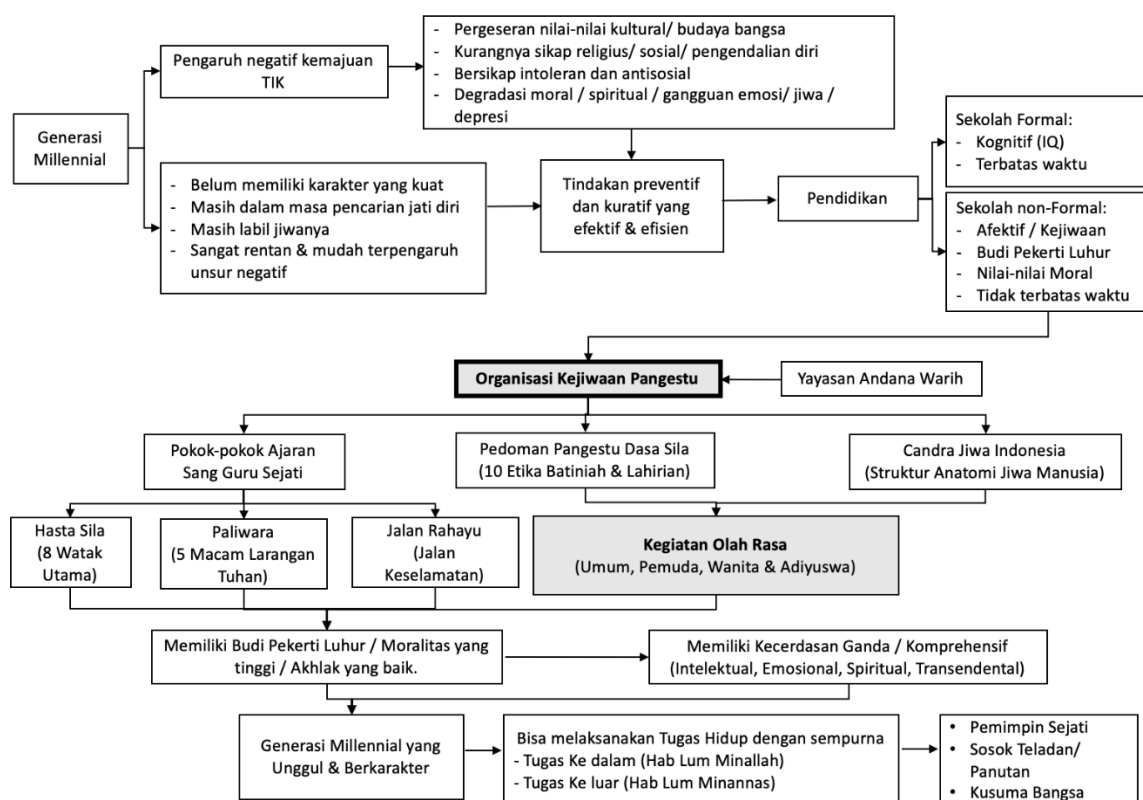 - Pergeseran nilai-nilai kultural/ budaya bangsa
- Kurangnya sikap religius/ sosial/ pengendalian diri
- Bersikap intoleran dan antisosial
- Degradasi moral / spiritual / gangguan emosi/ jiwa /
depresi
Pengaruh negatif kemajuan
TIK
Generasi
Millennial
- Belum memiliki karakter yang kuat
- Masih dalam masa pencarian jati diri
- Masih labil jiwanya
- Sangat rentan & mudah terpengaruh
unsur negatif
Tindakan preventif
dan kuratif yang
efektif & efisien
Pendidikan
Sekolah Formal:
- Kognitif (IQ)
- Terbatas waktu
Sekolah non-Formal:
- Afektif / Kejiwaan
- Budi Pekerti Luhur
- Nilai-nilai Moral
- Tidak terbatas waktu
Organisasi Kejiwaan Pangestu
Yayasan Andana Warih
Pokok-pokok Ajaran
Sang Guru Sejati
Pedoman Pangestu Dasa Sila
(10 Etika Batiniah & Lahirian)
Candra Jiwa Indonesia
(Struktur Anatomi Jiwa Manusia)
Hasta Sila
(8 Watak
Utama)
Paliwara
(5 Macam Larangan
Tuhan)
Jalan Rahayu
(Jalan
Keselamatan)
Kegiatan Olah Rasa
(Umum, Pemuda, Wanita & Adiyuswa)
Memiliki Budi Pekerti Luhur / Moralitas yang
tinggi / Akhlak yang baik.
Memiliki Kecerdasan Ganda / Komprehensif
(Intelektual, Emosional, Spiritual, Transendental)
Generasi Millennial yang
Unggul & Berkarakter
Bisa melaksanakan Tugas Hidup dengan sempurna
- Tugas Ke dalam (Hab Lum Minallah)
- Tugas Ke luar (Hab Lum Minannas)
• Pemimpin Sejati
• Sosok Teladan/
Panutan
• Kusuma Bangsa